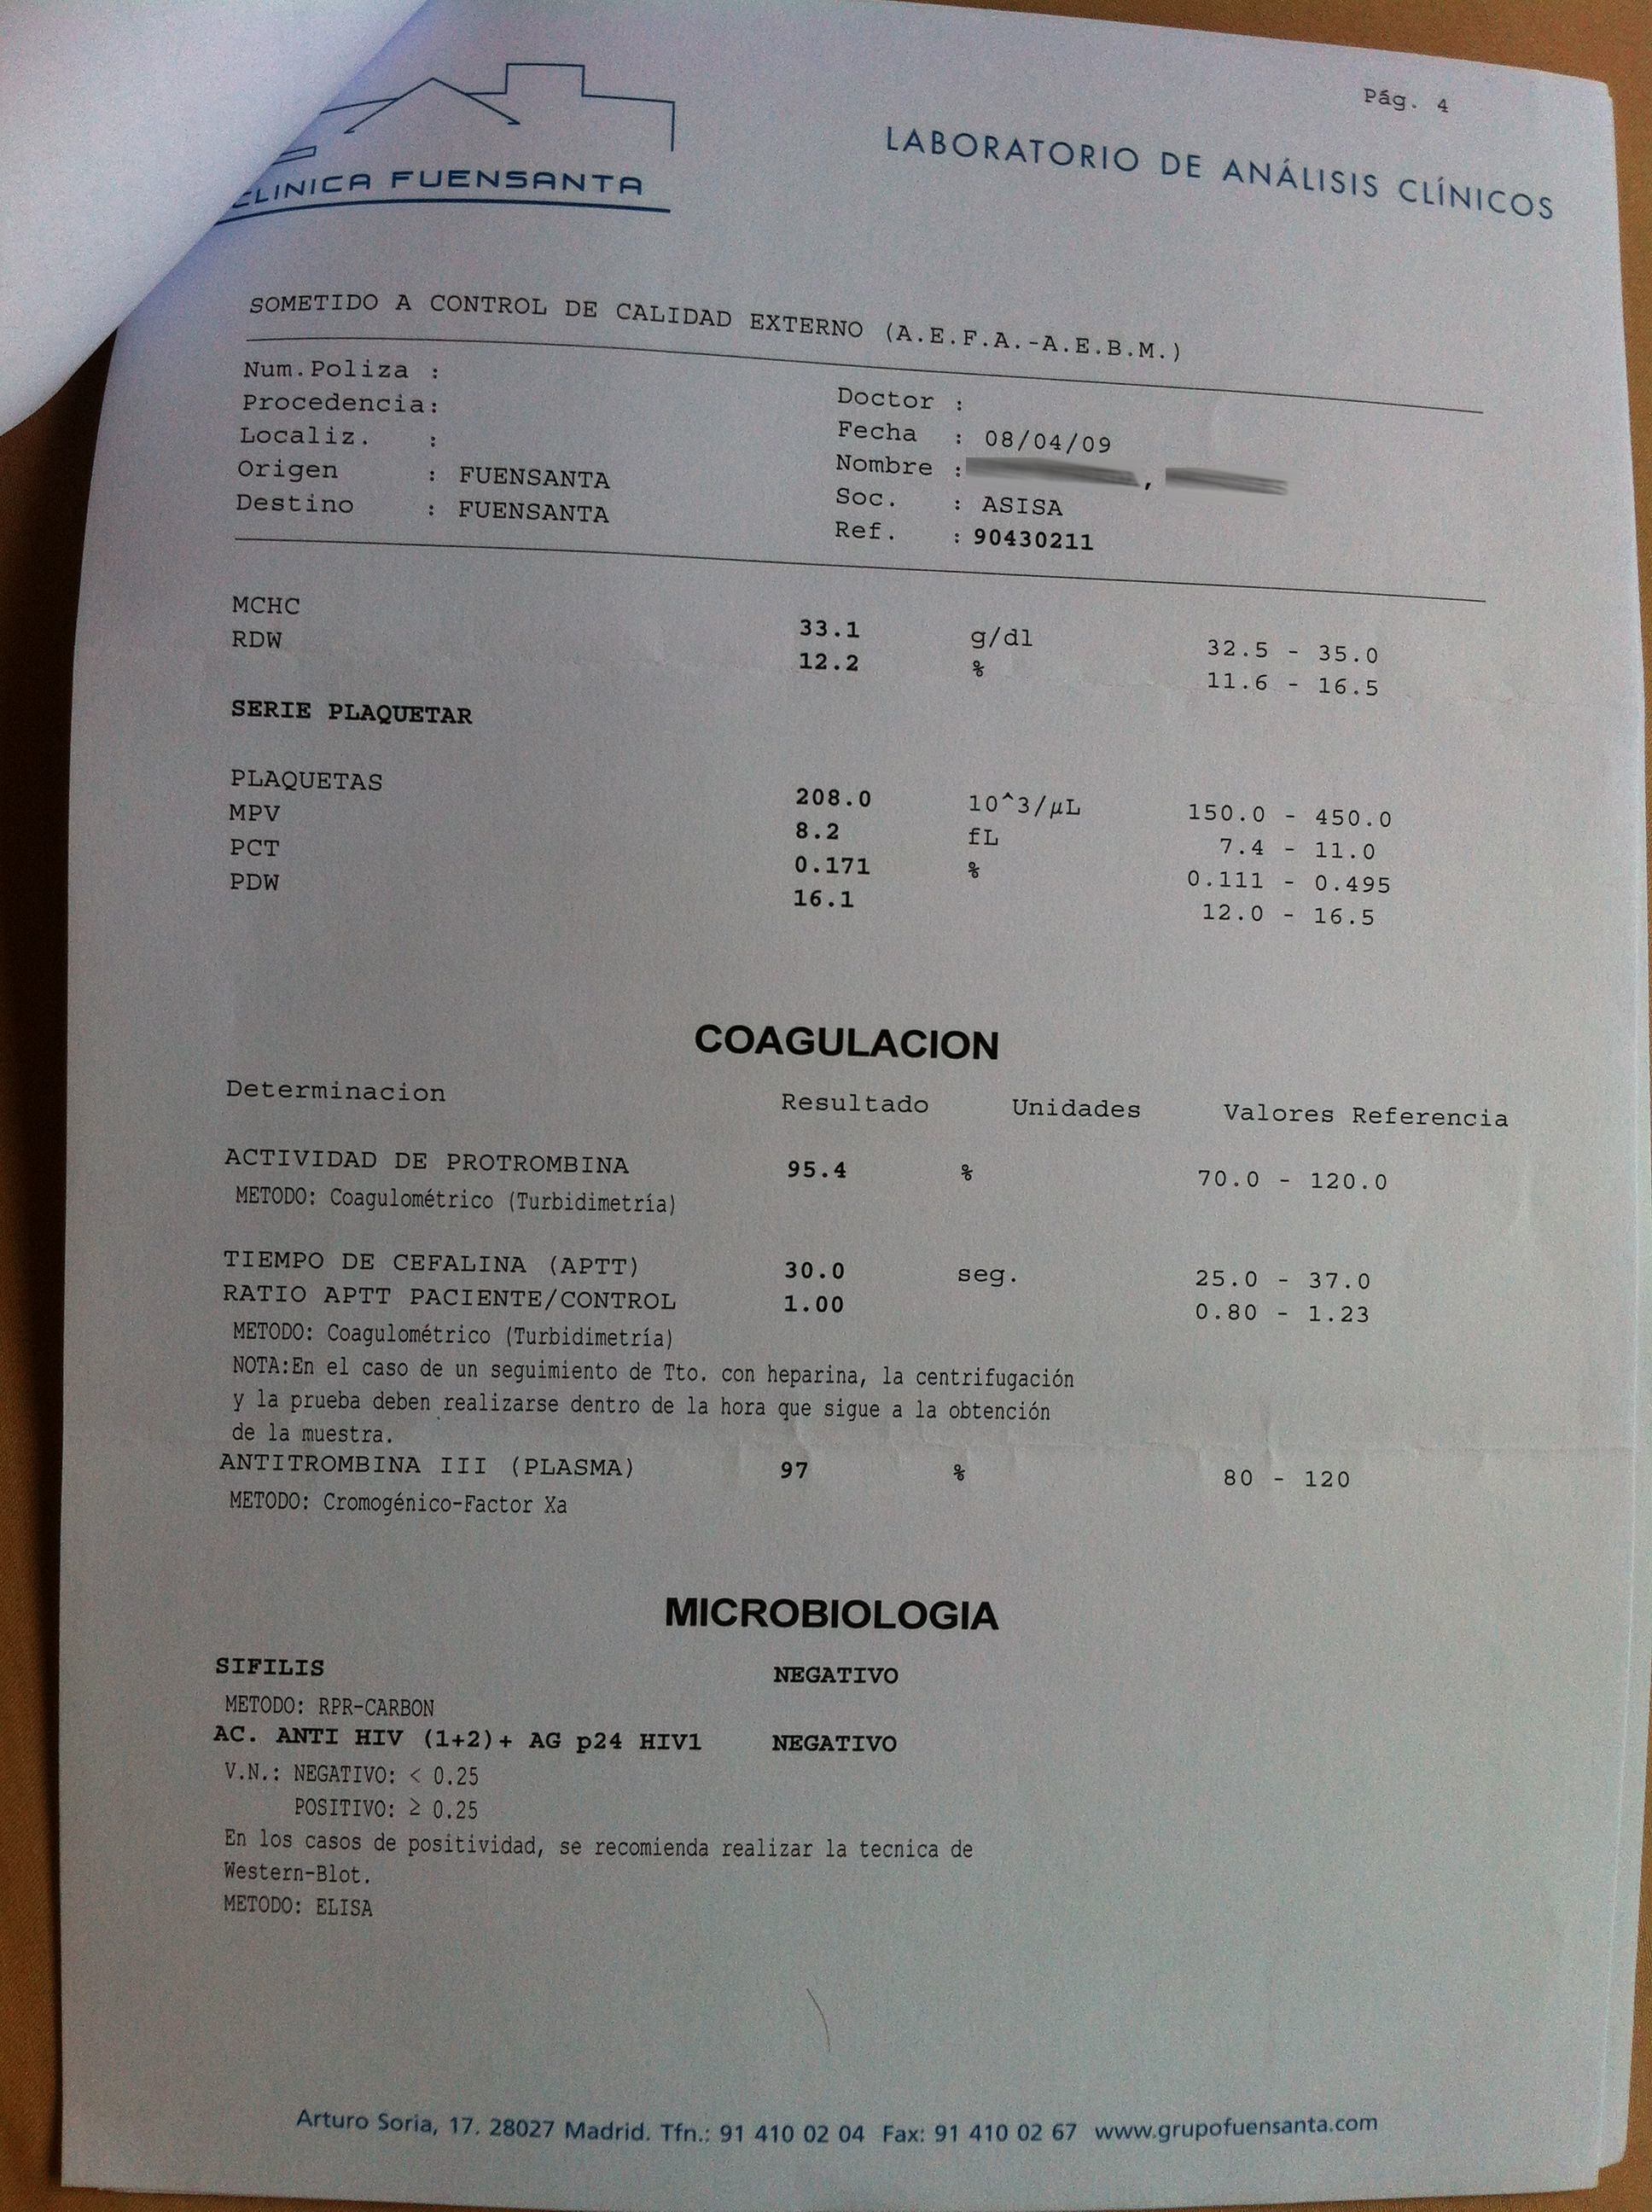 Pág. 4
CLINICA FUENSANTA
LABORATORIO DE ANÁLISIS CLÍNICOS
SOMETIDO A CONTROL DE CALIDAD EXTERNO (A.E.F.A.-A.E.B.M.)
Num.Poliza :
Procedencia:
Localiz. :
Origen : FUENSANTA
Destino : FUENSANTA
Doctor :
Fecha : 08/04/09
Nombre : ,
Soc. : ASISA
Ref. : 90430211
MCHC 33.1 g/dl 32.5 - 35.0
RDW 12.2 % 11.6 - 16.5
SERIE PLAQUETAR
PLAQUETAS 208.0 10^3/µL 150.0 - 450.0
MPV 8.2 fL 7.4 - 11.0
PCT 0.171 % 0.111 - 0.495
PDW 16.1 12.0 - 16.5
COAGULACION
Determinacion Resultado Unidades Valores Referencia
ACTIVIDAD DE PROTROMBINA 95.4 % 70.0 - 120.0
METODO: Coagulométrico (Turbidimetría)
TIEMPO DE CEFALINA (APTT) 30.0 seg. 25.0 - 37.0
RATIO APTT PACIENTE/CONTROL 1.00 0.80 - 1.23
METODO: Coagulométrico (Turbidimetría)
NOTA:En el caso de un seguimiento de Tto. con heparina, la centrifugación
y la prueba deben realizarse dentro de la hora que sigue a la obtención
de la muestra.
ANTITROMBINA III (PLASMA) 97 % 80 - 120
METODO: Cromogénico-Factor Xa
MICROBIOLOGIA
SIFILIS NEGATIVO
METODO: RPR-CARBON
AC. ANTI HIV (1+2)+ AG p24 HIV1 NEGATIVO
V.N.: NEGATIVO: < 0.25
POSITIVO: ≥ 0.25
En los casos de positividad, se recomienda realizar la tecnica de
Western-Blot.
METODO: ELISA
Arturo Soria, 17. 28027 Madrid. Tfn.: 91 410 02 04 Fax: 91 410 02 67 www.grupofuensanta.com